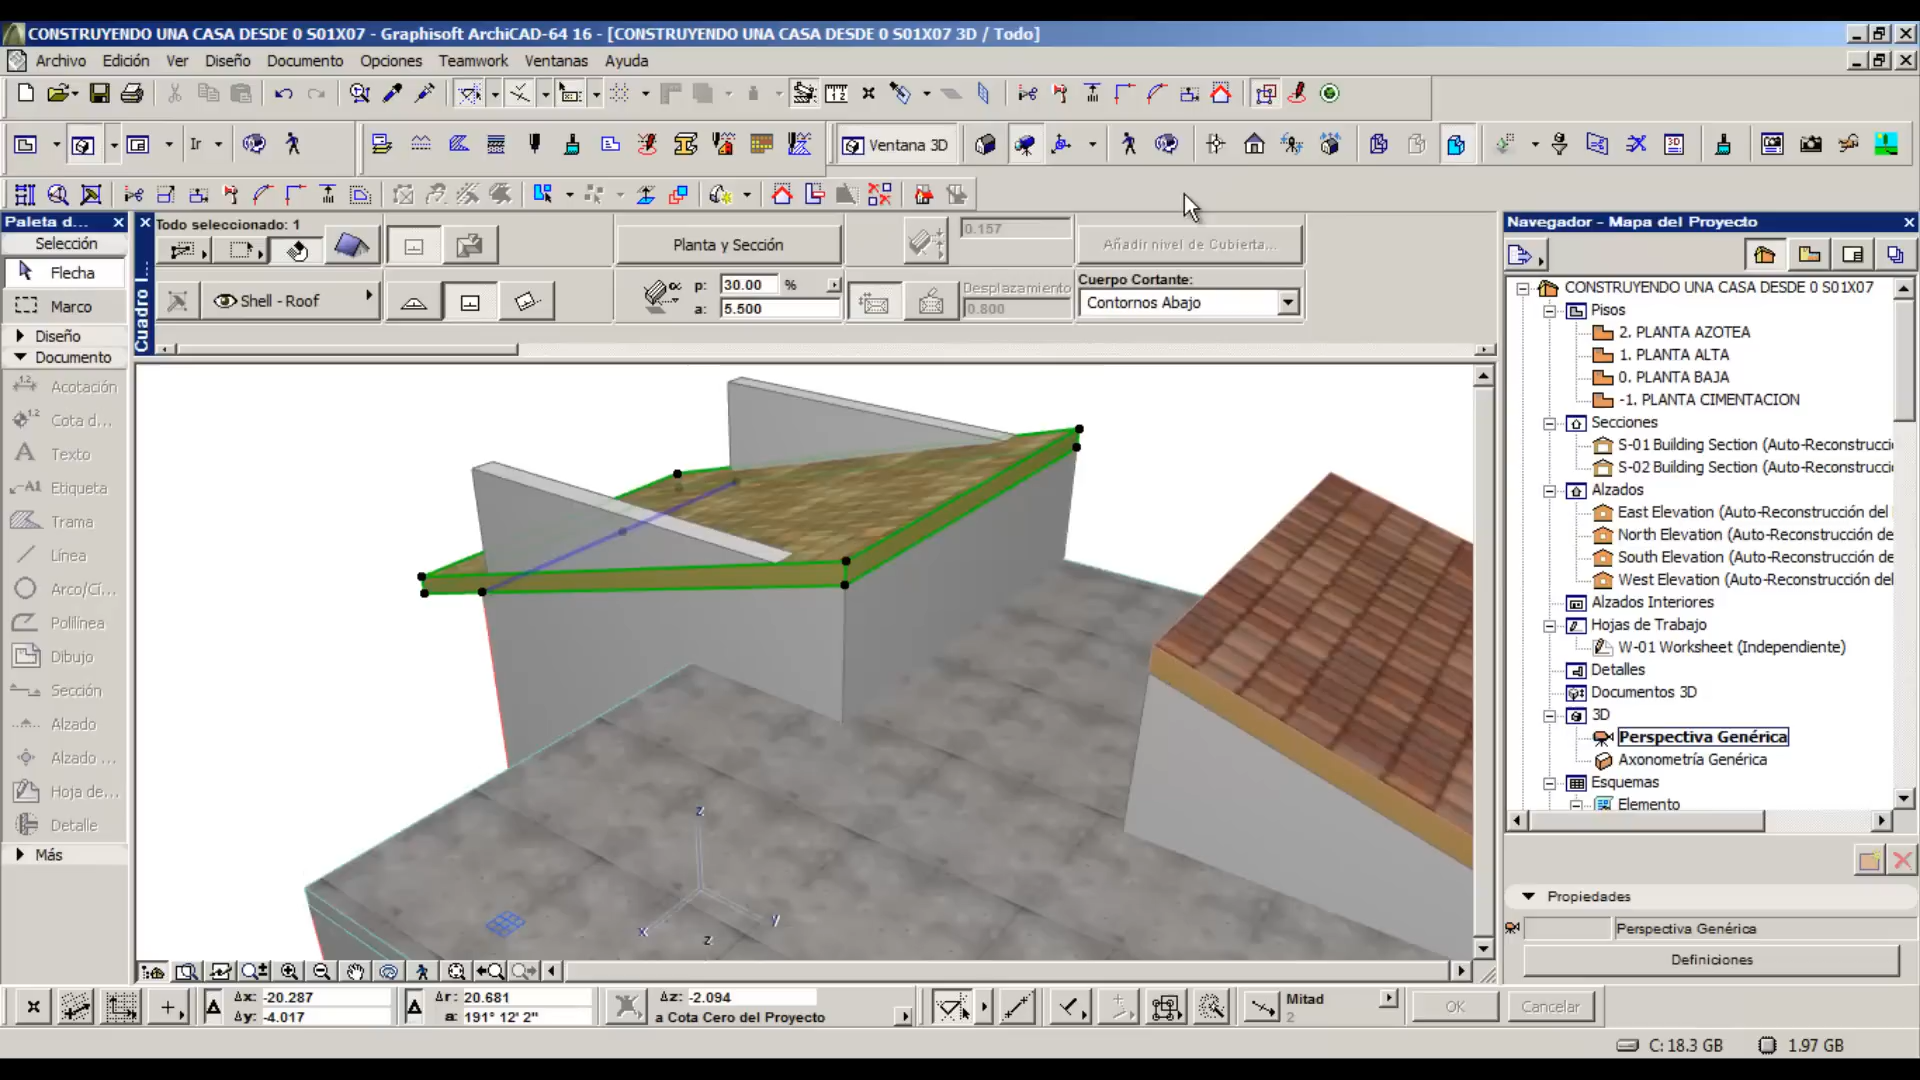 CONSTRUYENDO UNA CASA DESDE 0 S01X07 - Graphisoft ArchiCAD-64 16 - [CONSTRUYENDO UNA CASA DESDE 0 S01X07 3D / Todo]
Archivo Edición Ver Diseño Documento Opciones Teamwork Ventanas Ayuda
Ir Ventana 3D
Paleta d...
Selección
Flecha
Marco
Diseño
Documento
Acotación
Cota d...
Texto
Etiqueta
Trama
Línea
Arco/Cí...
Polilínea
Dibujo
Sección
Alzado
Alzado ...
Hoja de...
Detalle
Más
Cuadro I...
Todo seleccionado: 1
Planta y Sección
0.157
Añadir nivel de Cubierta...
Shell - Roof
p: 30.00 %
a: 5.500
Desplazamiento
0.800
Cuerpo Cortante:
Contornos Abajo
z
x
y
z
Navegador - Mapa del Proyecto
CONSTRUYENDO UNA CASA DESDE 0 S01X07
Pisos
2. PLANTA AZOTEA
1. PLANTA ALTA
0. PLANTA BAJA
-1. PLANTA CIMENTACION
Secciones
S-01 Building Section (Auto-Reconstrucci
S-02 Building Section (Auto-Reconstrucci
Alzados
East Elevation (Auto-Reconstrucción del
North Elevation (Auto-Reconstrucción de
South Elevation (Auto-Reconstrucción de
West Elevation (Auto-Reconstrucción del
Alzados Interiores
Hojas de Trabajo
W-01 Worksheet (Independiente)
Detalles
Documentos 3D
3D
Perspectiva Genérica
Axonometría Genérica
Esquemas
Elemento
Propiedades
Perspectiva Genérica
Definiciones
Δx: -20.287
Δy: -4.017
Δr: 20.681
a: 191° 12' 2"
Δz: -2.094
a Cota Cero del Proyecto
Mitad
2
OK
Cancelar
C: 18.3 GB
1.97 GB